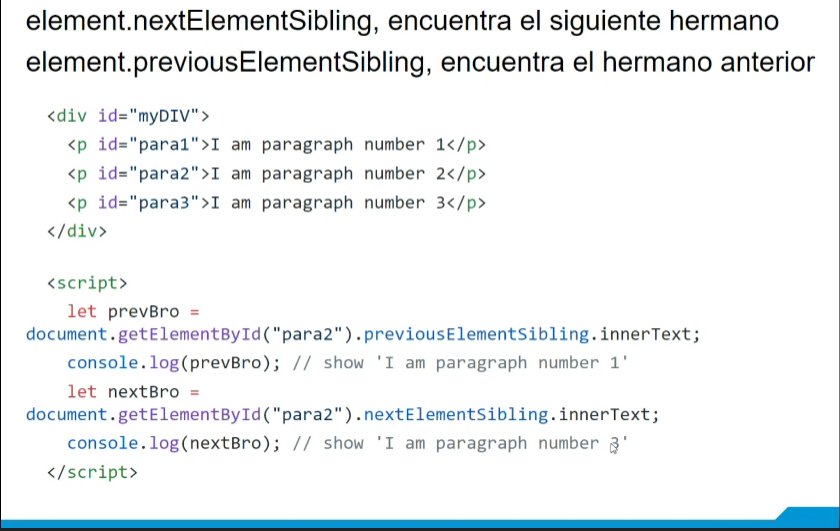 element.nextElementSibling, encuentra el siguiente hermano
element.previousElementSibling, encuentra el hermano anterior
<div id="myDIV">
<p id="para1">I am paragraph number 1</p>
<p id="para2">I am paragraph number 2</p>
<p id="para3">I am paragraph number 3</p>
</div>
<script>
let prevBro =
document.getElementById("para2").previousElementSibling.innerText;
console.log(prevBro); // show 'I am paragraph number 1'
let nextBro =
document.getElementById("para2").nextElementSibling.innerText;
console.log(nextBro); // show 'I am paragraph number 3'
</script>